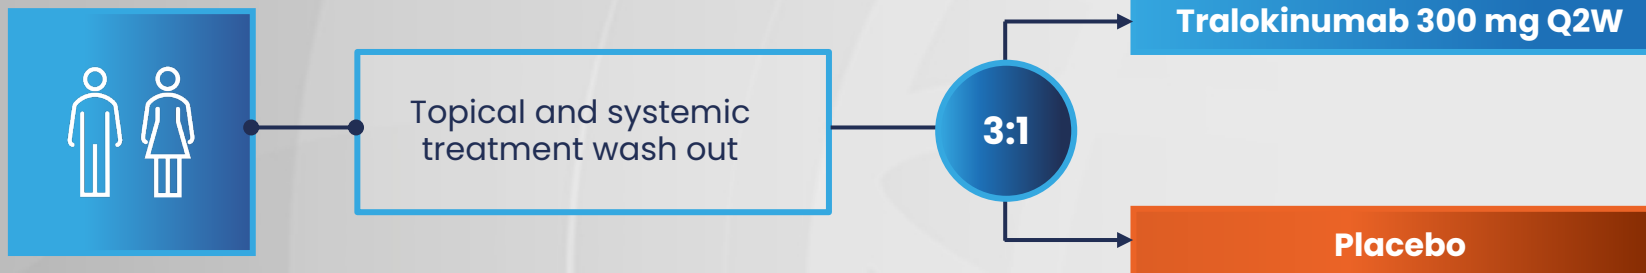 Topical and systemic
treatment wash out
3:1
Tralokinumab 300 mg Q2W
Placebo